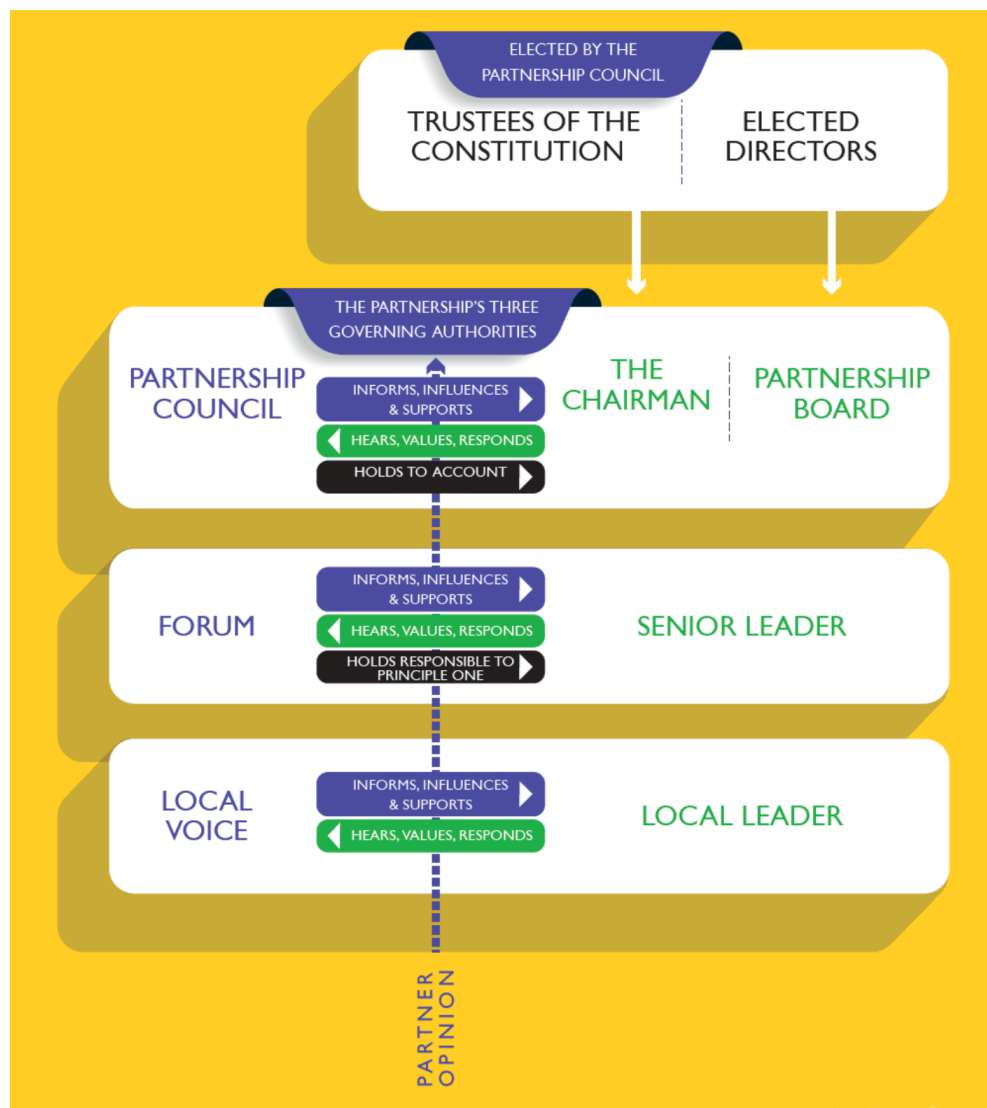 ELECTED BY THE
PARTNERSHIP COUNCIL
TRUSTEES OF THE
CONSTITUTION
ELECTED
DIRECTORS
THE PARTNERSHIP'S THREE
GOVERNING AUTHORITIES
PARTNERSHIP
COUNCIL
INFORMS, INFLUENCES
& SUPPORTS
HEARS, VALUES, RESPONDS
HOLDS TO ACCOUNT
THE
CHAIRMAN
PARTNERSHIP
BOARD
FORUM
INFORMS, INFLUENCES
& SUPPORTS
HEARS, VALUES, RESPONDS
HOLDS RESPONSIBLE TO
PRINCIPLE ONE
SENIOR LEADER
LOCAL
VOICE
INFORMS, INFLUENCES
& SUPPORTS
HEARS, VALUES, RESPONDS
LOCAL LEADER
PARTNER
OPINION